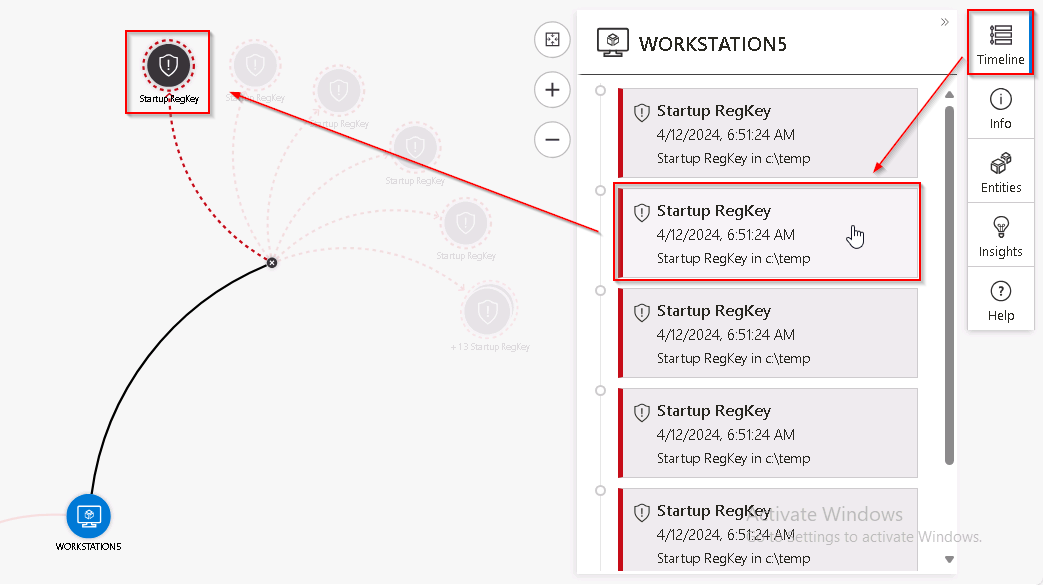 Startup RegKey
Startup RegKey
Startup RegKey
Startup RegKey
Startup RegKey
+13 Startup RegKey
WORKSTATION5
WORKSTATION5
Startup RegKey
4/12/2024, 6:51:24 AM
Startup RegKey in c:\temp
Startup RegKey
4/12/2024, 6:51:24 AM
Startup RegKey in c:\temp
Startup RegKey
4/12/2024, 6:51:24 AM
Startup RegKey in c:\temp
Startup RegKey
4/12/2024, 6:51:24 AM
Startup RegKey in c:\temp
Startup RegKey
4/12/2024, 6:51:24 AM
Startup RegKey in c:\temp
Timeline
Info
Entities
Insights
Help
Activate Windows
Go to Settings to activate Windows.